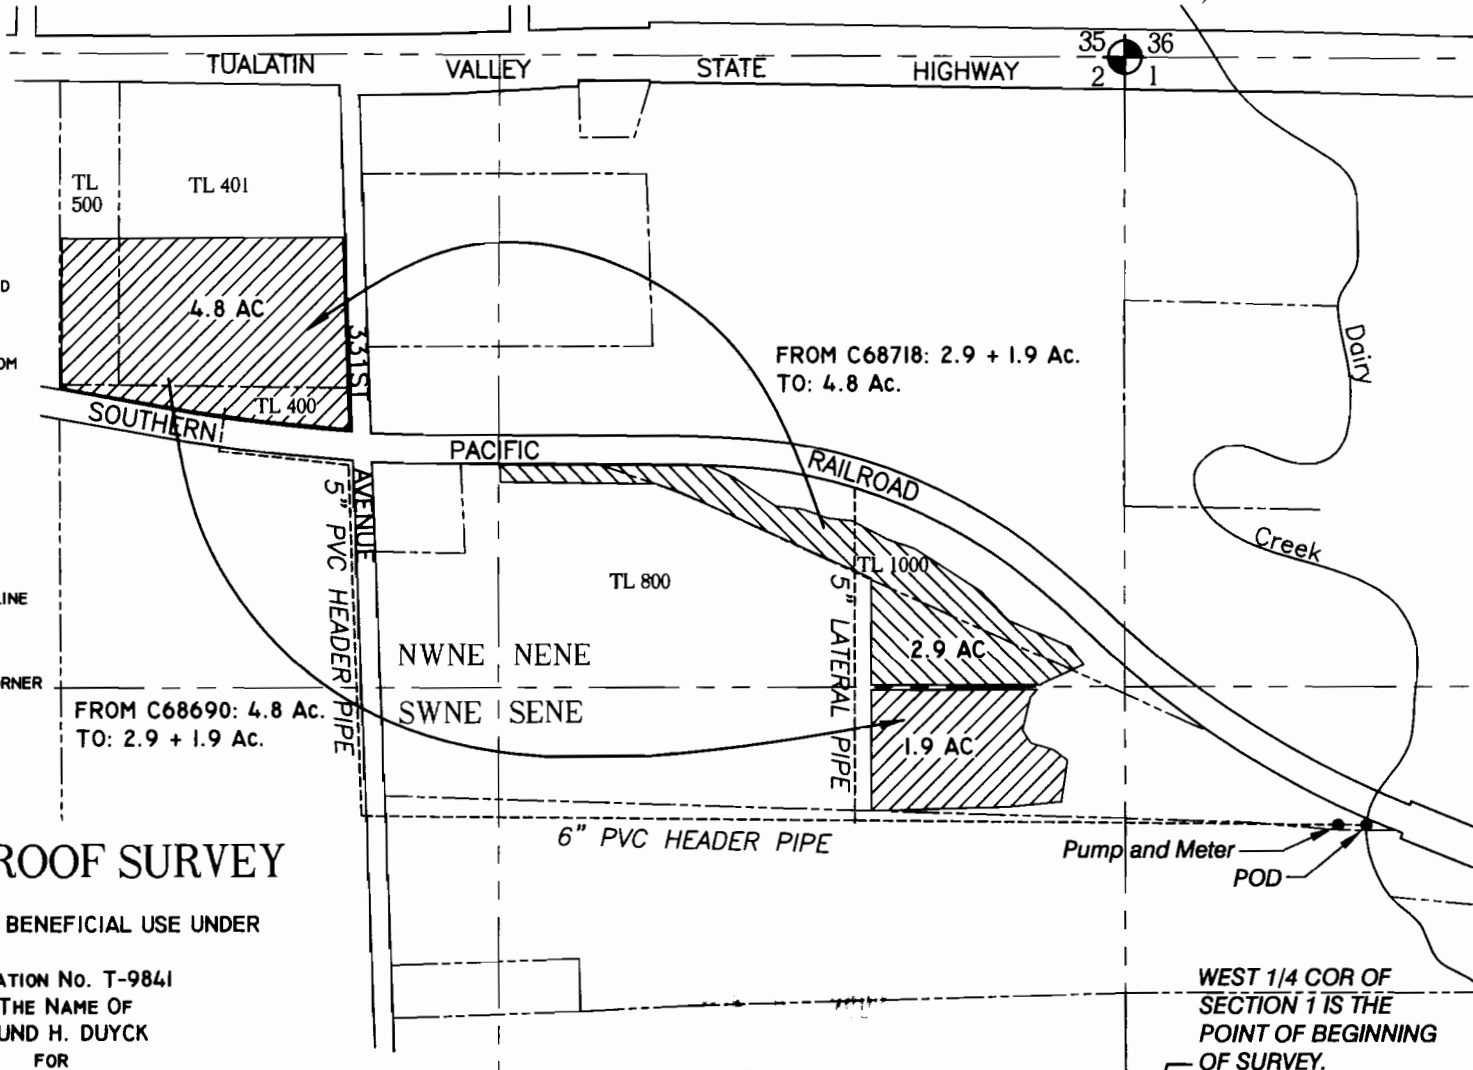 TUALATIN VALLEY STATE HIGHWAY
35 36
2 1
TL
500
TL 401
4.8 AC
331ST
AVENUE
TL 400
D
OM
SOUTHERN PACIFIC RAILROAD
FROM C68718: 2.9 + 1.9 Ac.
TO: 4.8 Ac.
Dairy
Creek
5" PVC HEADER PIPE
TL 800
TL 1000
5" LATERAL PIPE
2.9 AC
1.9 AC
NWNE NENE
SWNE SENE
LINE
RNER
FROM C68690: 4.8 Ac.
TO: 2.9 + 1.9 Ac.
6" PVC HEADER PIPE
Pump and Meter
POD
ROOF SURVEY
BENEFICIAL USE UNDER
ATION No. T-9841
THE NAME OF
UND H. DUYCK
FOR
WEST 1/4 COR OF
SECTION 1 IS THE
POINT OF BEGINNING
OF SURVEY.